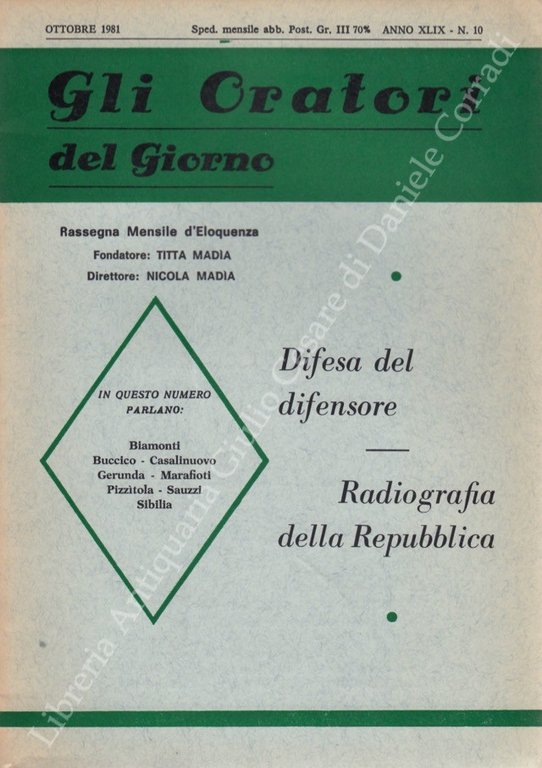 OTTOBRE 1981 Sped. mensile abb. Post. Gr. III 70% ANNO XLIX - N. 10
Gli Oratori
del Giorno
Rassegna Mensile d'Eloquenza
Fondatore: TITTA MADIA
Direttore: NICOLA MADIA
IN QUESTO NUMERO
PARLANO:
Biamonti
Buccico - Casalinuovo
Gerunda - Marafioti
Pizzìtola - Sauzzi
Sibilia
Difesa del
difensore
Radiografia
della Repubblica
Libreria Antiquaria Giulio Cesare di Daniele Corradi